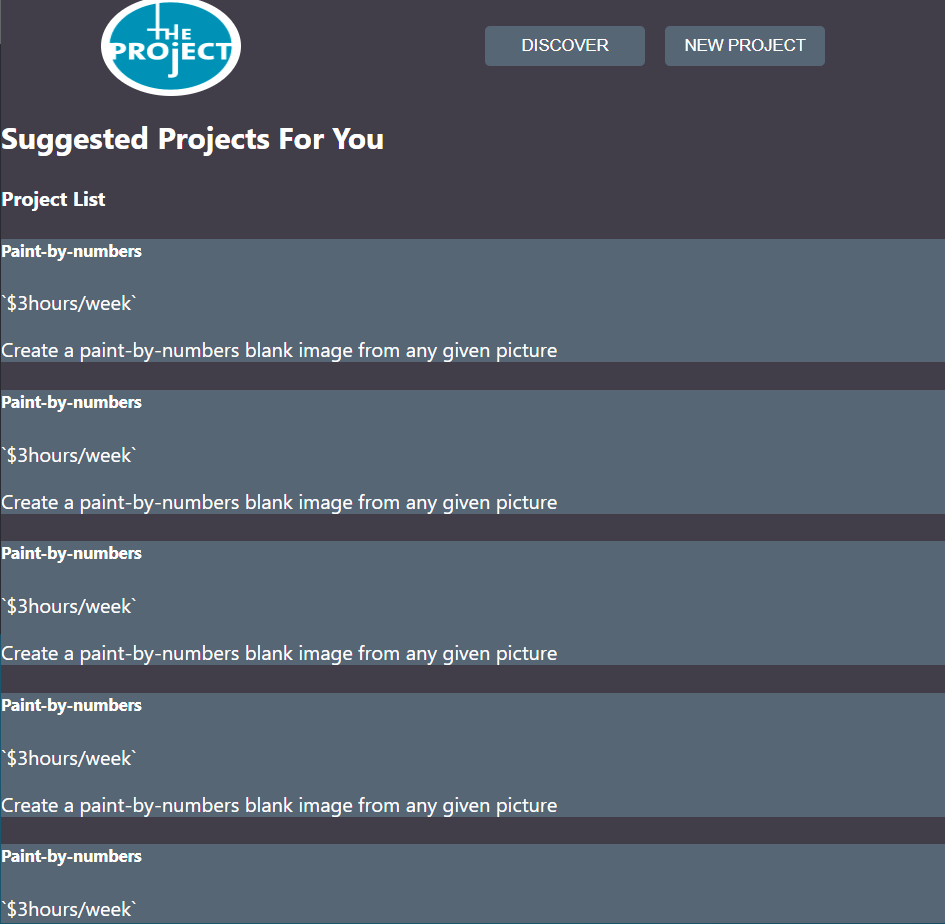 THE
PROJECT
DISCOVER
NEW PROJECT
Suggested Projects For You
Project List
Paint-by-numbers
`$3hours/week`
Create a paint-by-numbers blank image from any given picture
Paint-by-numbers
`$3hours/week`
Create a paint-by-numbers blank image from any given picture
Paint-by-numbers
`$3hours/week`
Create a paint-by-numbers blank image from any given picture
Paint-by-numbers
`$3hours/week`
Create a paint-by-numbers blank image from any given picture
Paint-by-numbers
`$3hours/week`